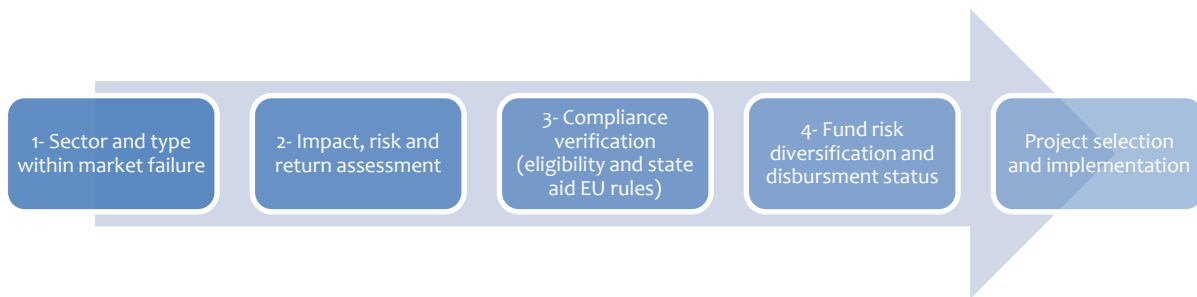 1- Sector and type
within market failure
2- Impact, risk and
return assessment
3- Compliance
verification
(eligibility and state
aid EU rules)
4- Fund risk
diversification and
disbursment status
Project selection
and implementation